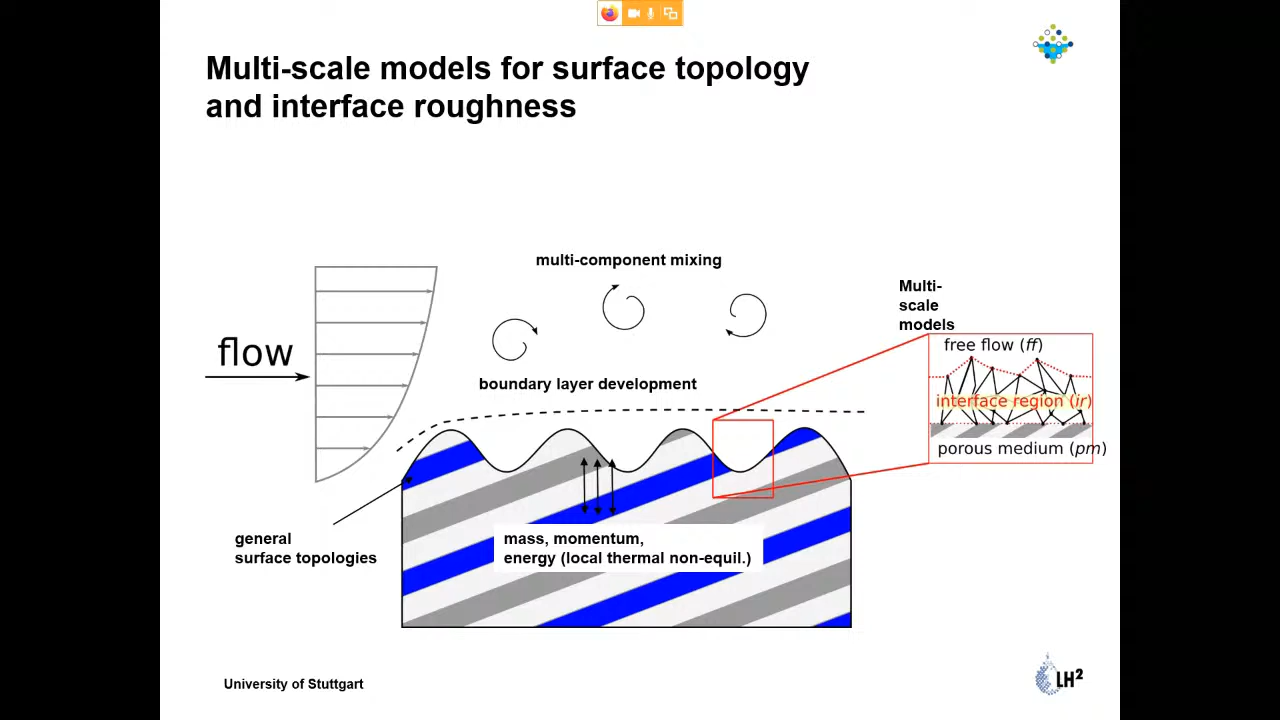 Multi-scale models for surface topology
and interface roughness
multi-component mixing
Multi-
scale
models
flow
free flow (ff)
boundary layer development
interface region (ir)
porous medium (pm)
general
surface topologies
mass, momentum,
energy (local thermal non-equil.)
University of Stuttgart
LH²